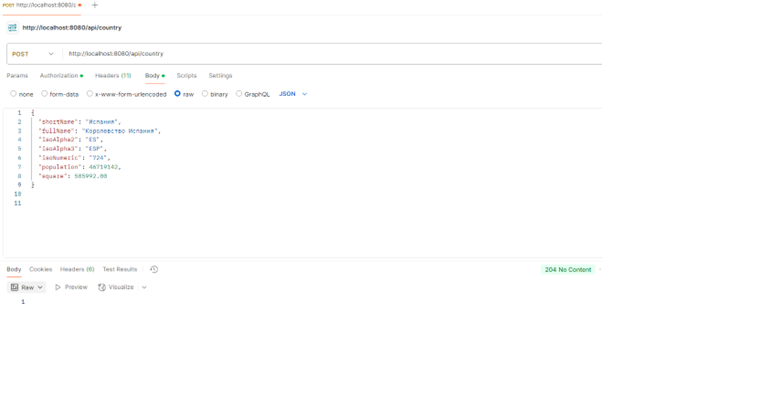 POST http://localhost:8080/a
http://localhost:8080/api/country
POST http://localhost:8080/api/country
Params Authorization Headers (11) Body Scripts Settings
none form-data x-www-form-urlencoded raw binary GraphQL JSON
1 {
2 "shortName": "Испания",
3 "fullName": "Королевство Испания",
4 "isoAlpha2": "ES",
5 "isoAlpha3": "ESP",
6 "isoNumeric": "724",
7 "population": 46719142,
8 "square": 505992.00
9 }
10
11
Body Cookies Headers (6) Test Results 204 No Content
Raw Preview Visualize
1